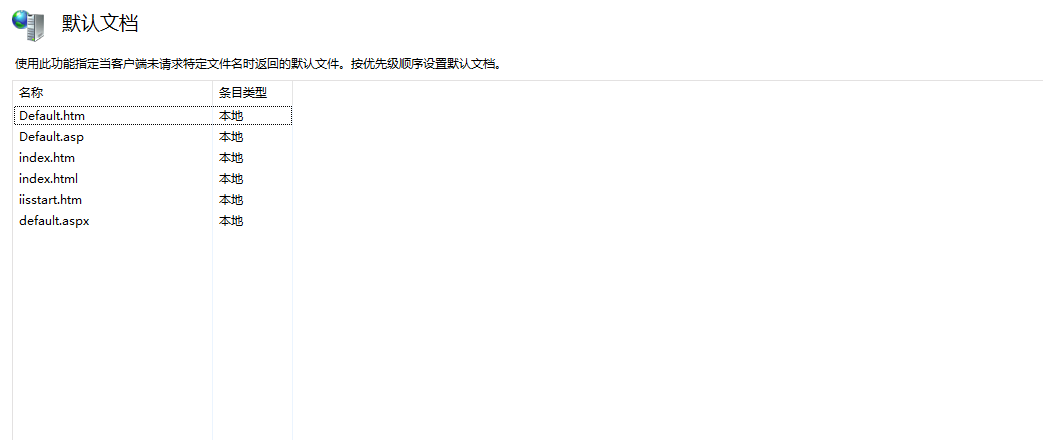 默认文档
使用此功能指定当客户端未请求特定文件名时返回的默认文件。按优先级顺序设置默认文档。
名称 条目类型
Default.htm 本地
Default.asp 本地
index.htm 本地
index.html 本地
iisstart.htm 本地
default.aspx 本地